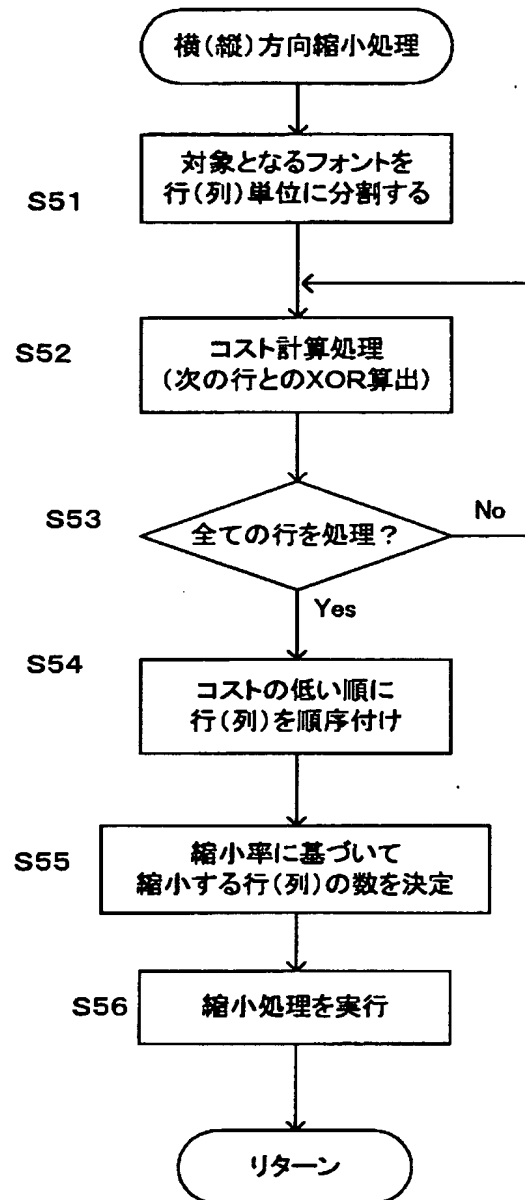 横(縦)方向縮小処理
対象となるフォントを
S51
行(列)単位に分割する
S52
コスト計算処理
(次の行とのXOR算出)
S53
全ての行を処理?
No
Yes
S54
コストの低い順に
行(列)を順序付け
S55
縮小率に基づいて
縮小する行(列)の数を決定
S56
縮小処理を実行
リターン